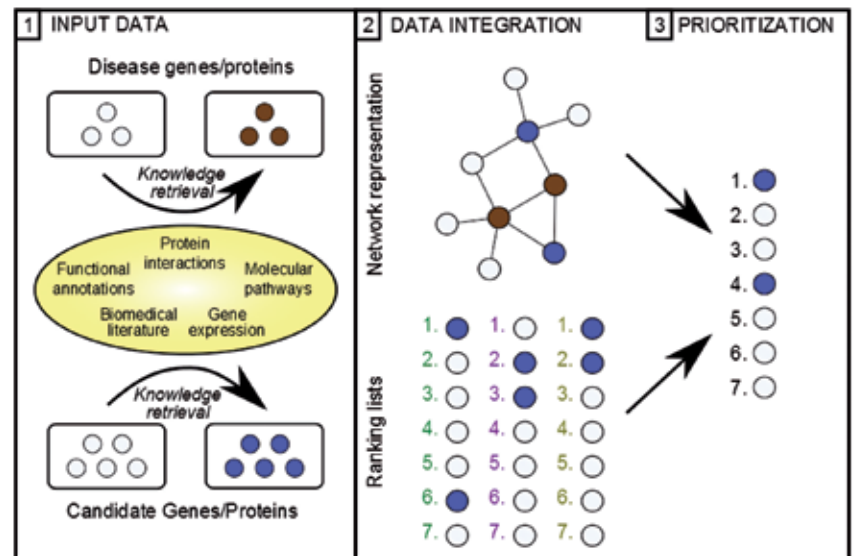 1 INPUT DATA
Disease genes/proteins
Knowledge
retrieval
Protein
interactions
Functional
annotations
Molecular
pathways
Biomedical
literature
Gene
expression
Knowledge
retrieval
Candidate Genes/Proteins
2 DATA INTEGRATION
Network representation
Ranking lists
1. 1. 1.
2. 2. 2.
3. 3. 3.
4. 4. 4.
5. 5. 5.
6. 6. 6.
7. 7. 7.
3 PRIORITIZATION
1.
2.
3.
4.
5.
6.
7.